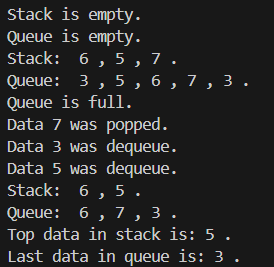 Stack is empty.
Queue is empty.
Stack:  6 , 5 , 7 .
Queue:  3 , 5 , 6 , 7 , 3 .
Queue is full.
Data 7 was popped.
Data 3 was dequeue.
Data 5 was dequeue.
Stack:  6 , 5 .
Queue:  6 , 7 , 3 .
Top data in stack is: 5 .
Last data in queue is: 3 .